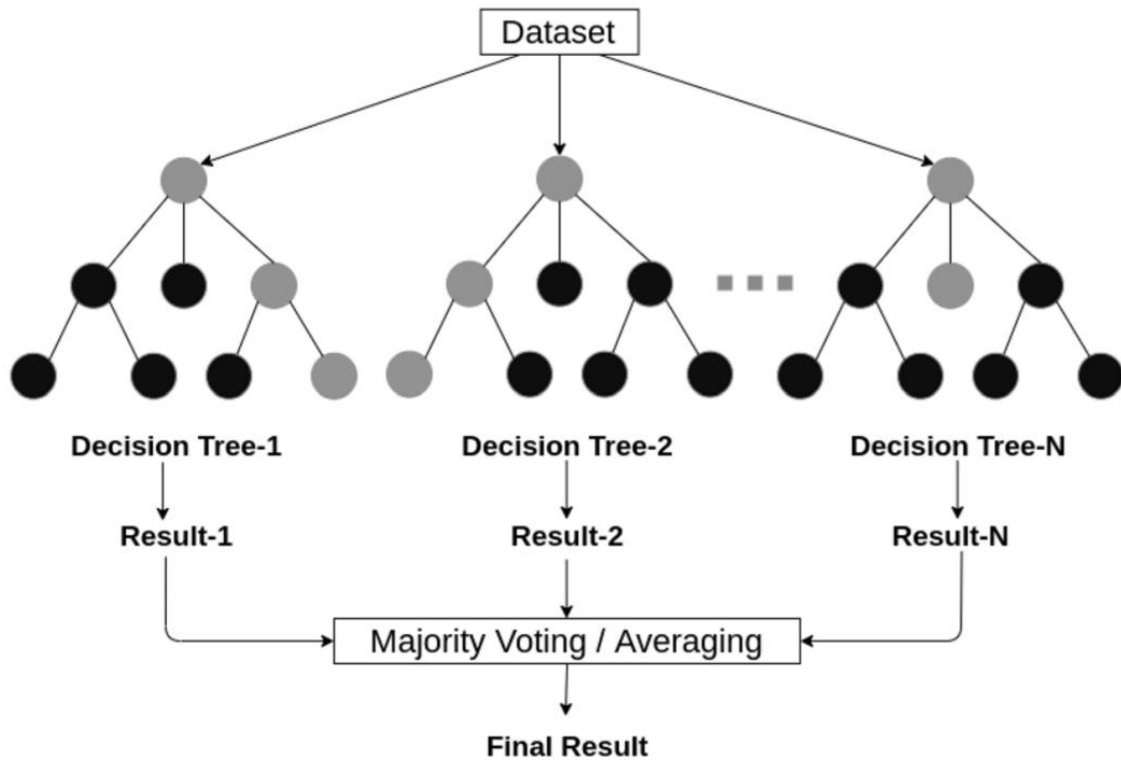 Dataset
Decision Tree-1
Decision Tree-2
Decision Tree-N
Result-1
Result-2
Result-N
Majority Voting / Averaging
Final Result